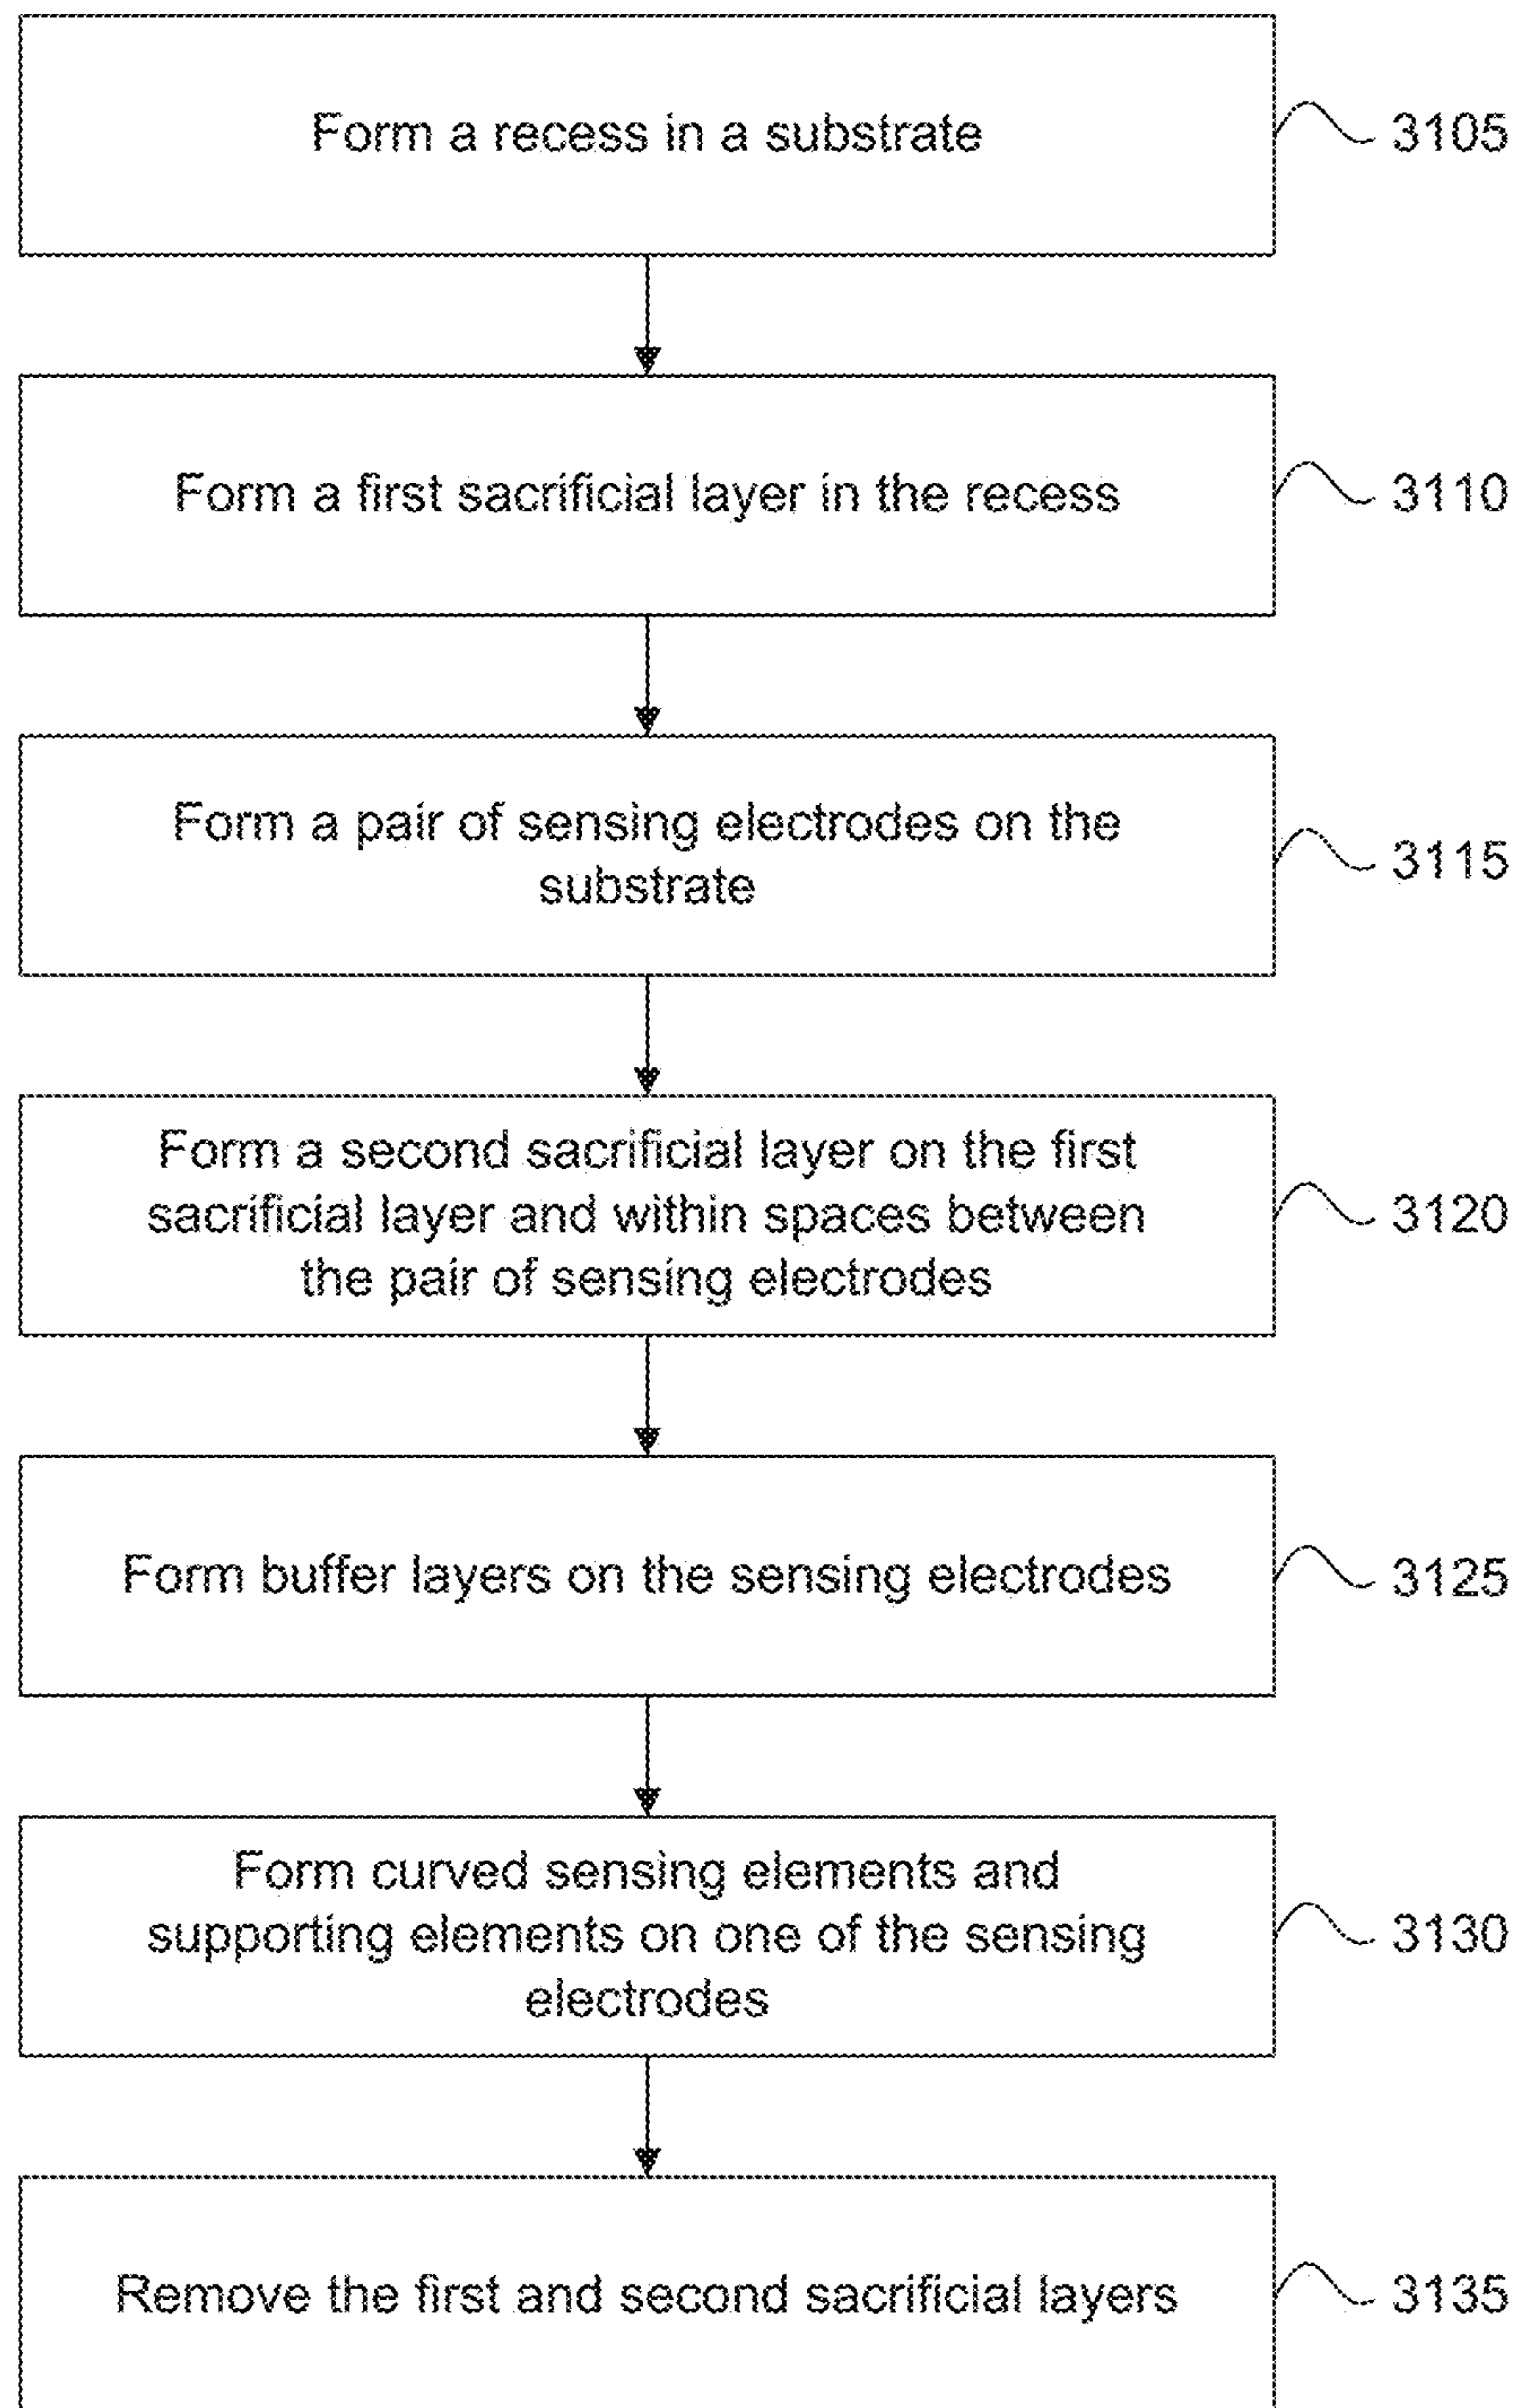 Form a recess in a substrate
3105
Form a first sacrificial layer in the recess
3110
Form a pair of sensing electrodes on the
substrate
3115
Form a second sacrificial layer on the first
sacrificial layer and within spaces between
the pair of sensing electrodes
3120
Form buffer layers on the sensing electrodes
3125
Form curved sensing elements and
supporting elements on one of the sensing
electrodes
3130
Remove the first and second sacrificial layers
3135